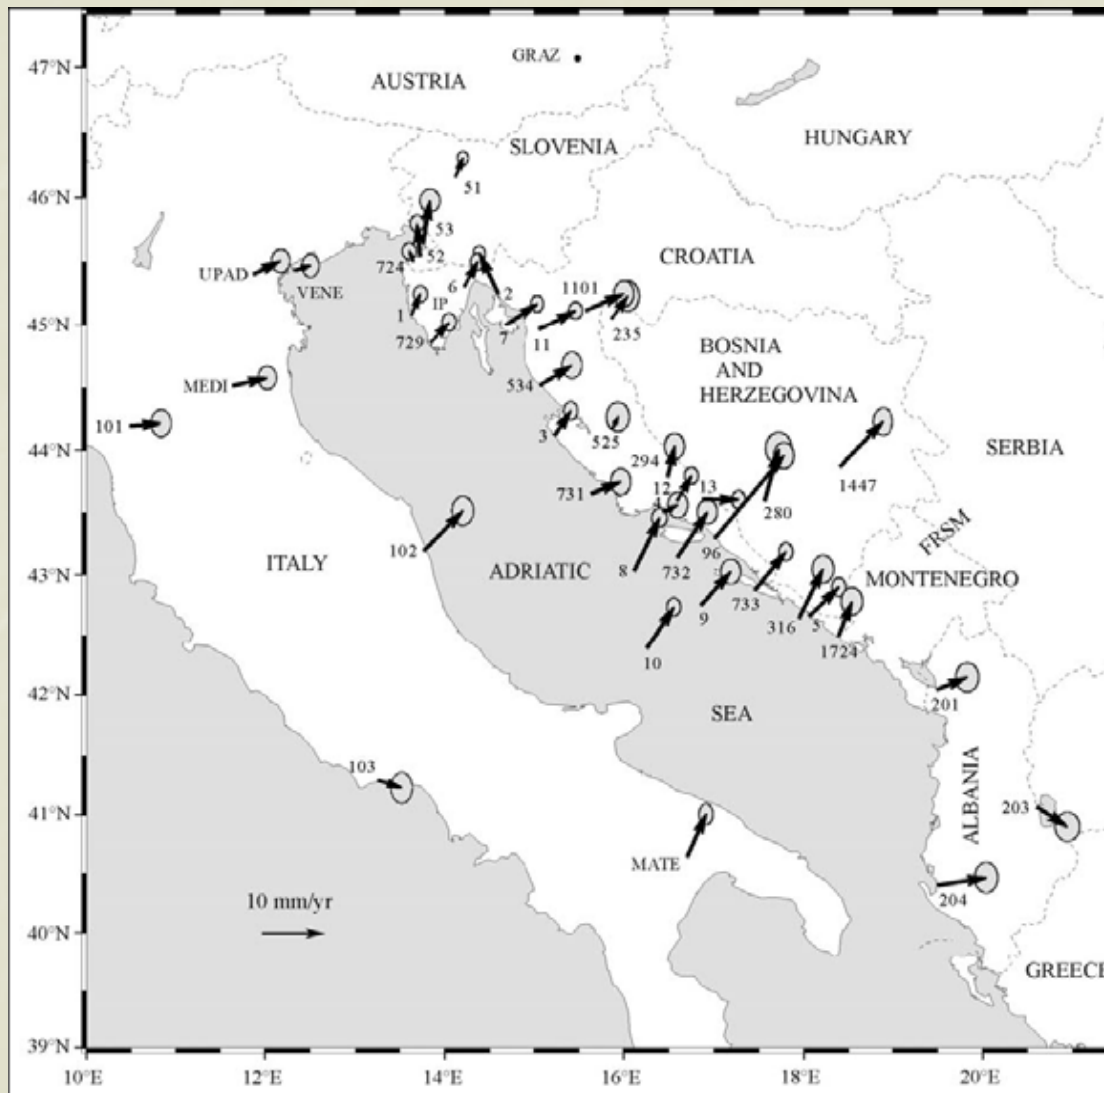 GRAZ
47°N
AUSTRIA
HUNGARY
SLOVENIA
51
46°N
53
52
724
CROATIA
UPAD
VENE
6
2
1101
IP
1
235
45°N
729
7
11
BOSNIA
AND
HERZEGOVINA
MEDI
534
101
3
525
44°N
294
SERBIA
731
12
13
4
1447
280
102
96
FRSM
ITALY
ADRIATIC
8
732
43°N
MONTENEGRO
733
9
316
5
10
1724
42°N
201
SEA
103
ALBANIA
203
41°N
MATE
204
10 mm/yr
40°N
GREECE
39°N
10°E
12°E
14°E
16°E
18°E
20°E